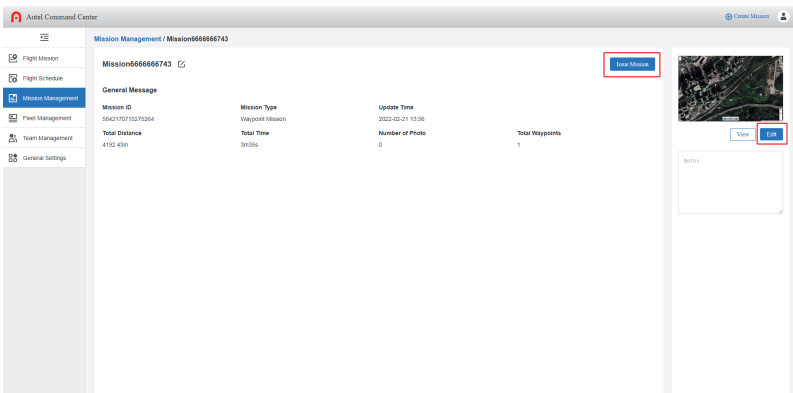 Autel Command Center
Create Mission
Flight Mission
Flight Schedule
Mission Management
Fleet Management
Team Management
General Settings
Mission Management / Mission6666666743
Mission6666666743
Issue Mission
General Message
Mission ID Mission Type Update Time
5642170715275264 Waypoint Mission 2022-02-21 13:56
Total Distance Total Time Number of Photo Total Waypoints
4192.43m 3m35s 0 1
View Edit
Notes